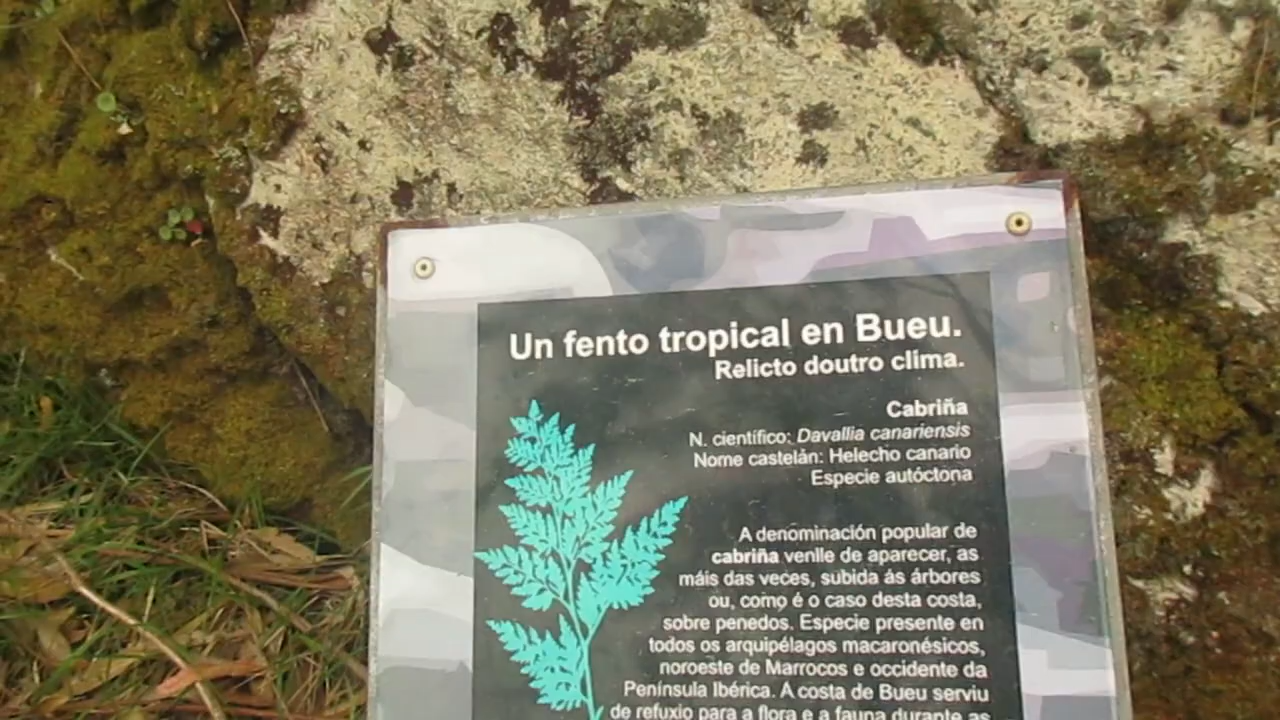 Un fento tropical en Bueu.
Relicto doutro clima.
Cabriña
N. científico: Davallia canariensis
Nome castelán: Helecho canario
Especie autóctona
A denominación popular de
cabriña venlle de aparecer, as
máis das veces, subida ás árbores
ou, como é o caso desta costa,
sobre penedos. Especie presente en
todos os arquipélagos macaronésicos,
noroeste de Marrocos e occidente da
Península Ibérica. A costa de Bueu serviu
de refuxio para a flora e a fauna durante as